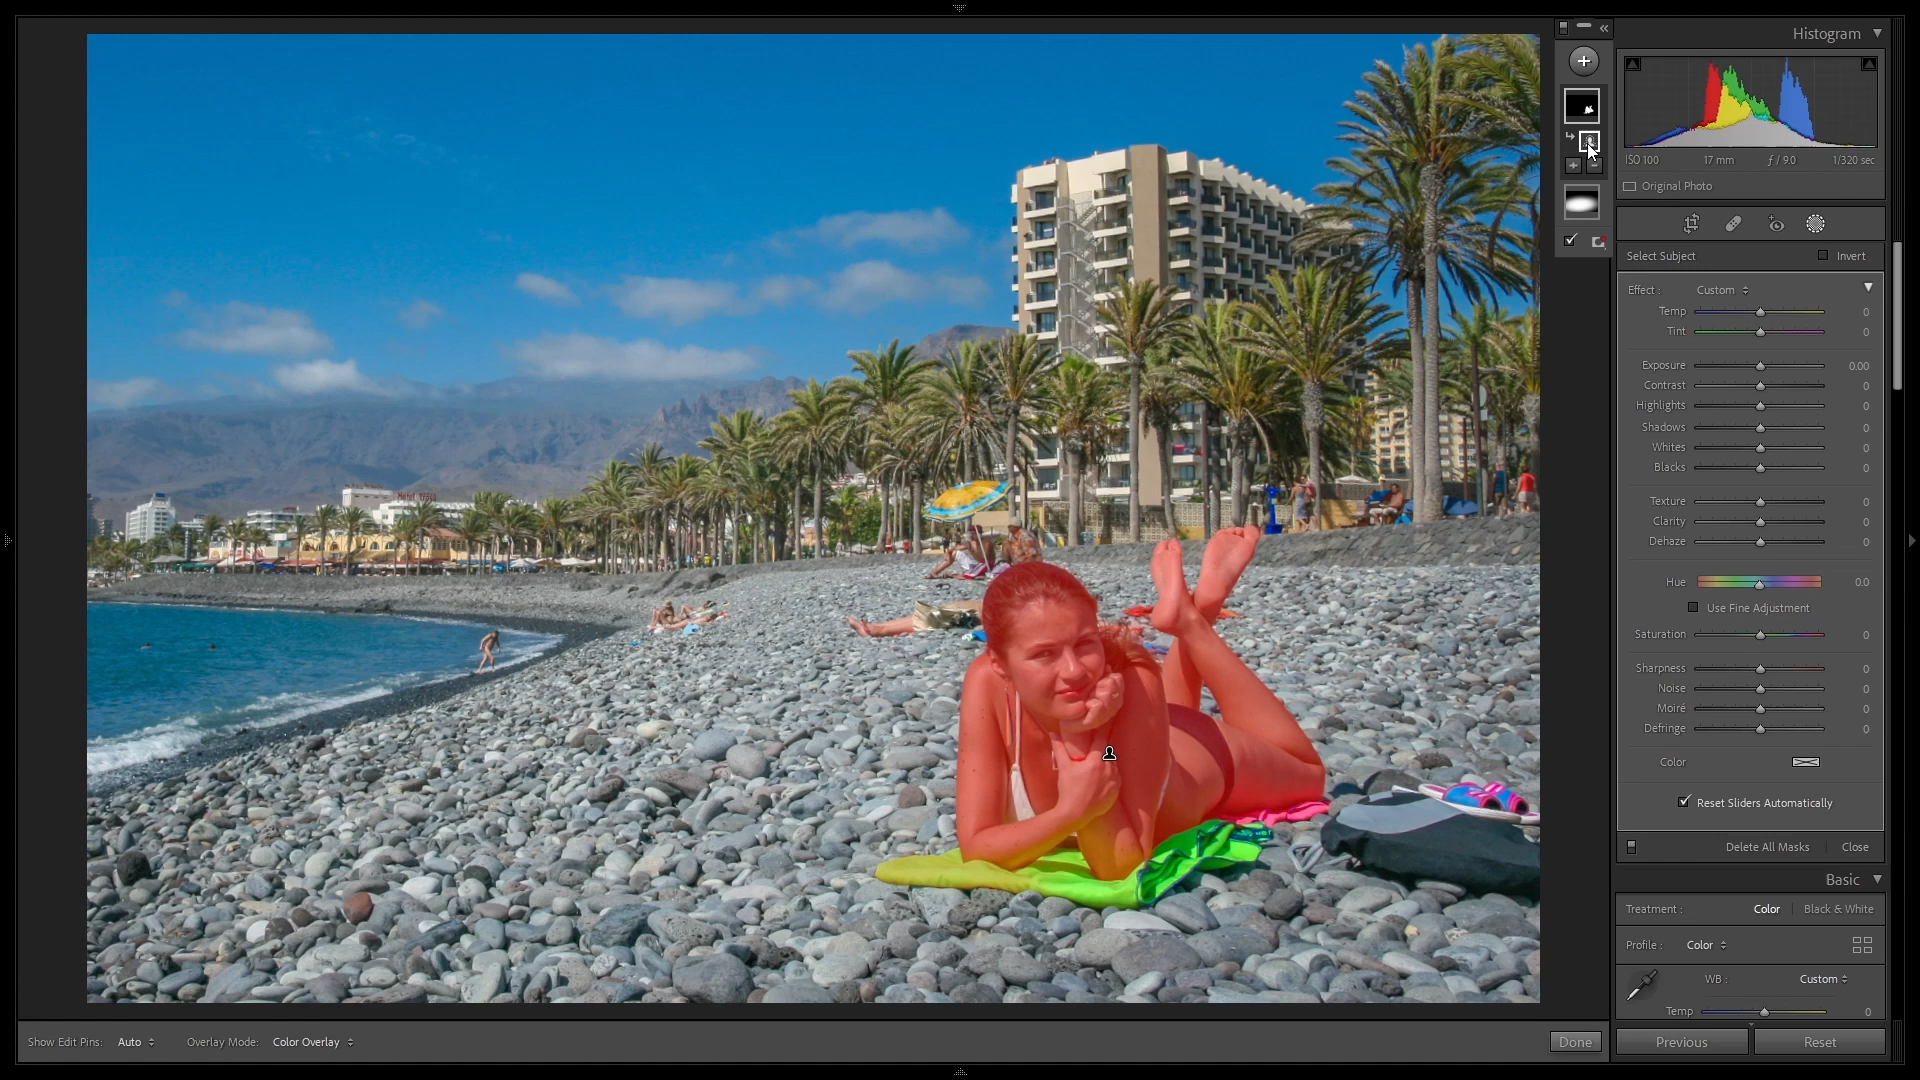 Histogram
ISO 100 17 mm ƒ / 9.0 1/320 sec
Original Photo
Select Subject Invert
Effect : Custom
Temp 0
Tint 0
Exposure 0.00
Contrast 0
Highlights 0
Shadows 0
Whites 0
Blacks 0
Texture 0
Clarity 0
Dehaze 0
Hue 0.0
Use Fine Adjustment
Saturation 0
Sharpness 0
Noise 0
Moiré 0
Defringe 0
Color
Reset Sliders Automatically
Delete All Masks Close
Basic
Treatment : Color Black & White
Profile : Color
WB : Custom
Temp 0
Show Edit Pins: Auto Overlay Mode: Color Overlay Done
Previous Reset